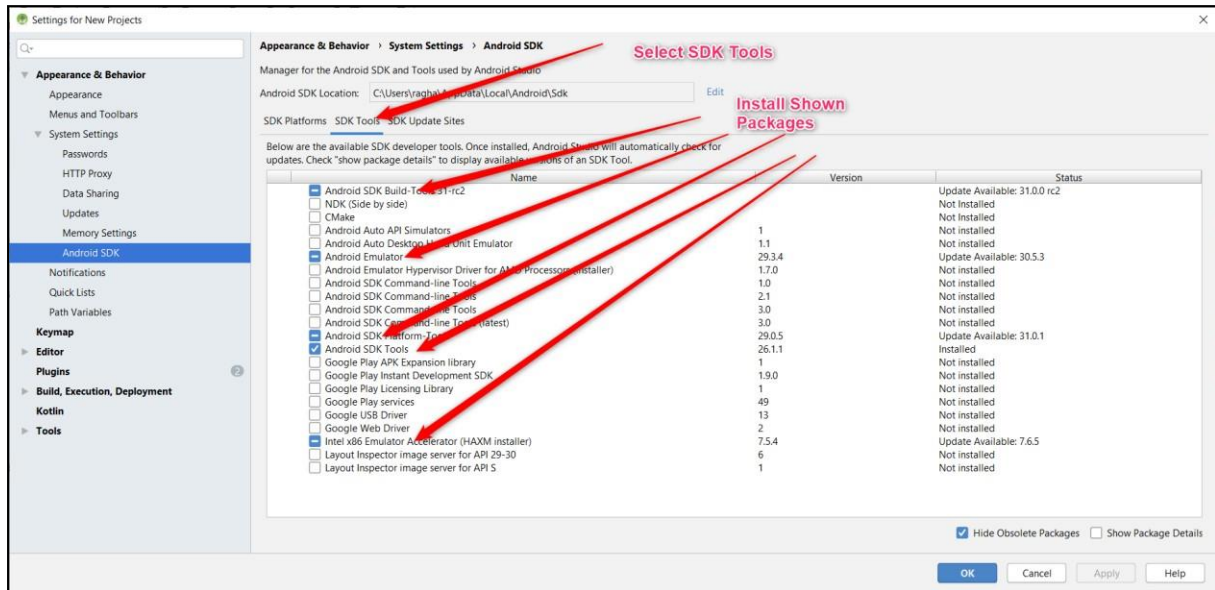 Settings for New Projects
Appearance & Behavior
Appearance
Menus and Toolbars
System Settings
Passwords
HTTP Proxy
Data Sharing
Updates
Memory Settings
Android SDK
Notifications
Quick Lists
Path Variables
Keymap
Editor
Plugins 2
Build, Execution, Deployment
Kotlin
Tools
Appearance & Behavior › System Settings › Android SDK
Select SDK Tools
Manager for the Android SDK and Tools used by Android Studio
Android SDK Location: C:\Users\ragha\AppData\Local\Android\Sdk Edit
Install Shown
Packages
SDK Platforms SDK Tools SDK Update Sites
Below are the available SDK developer tools. Once installed, Android Studio will automatically check for
updates. Check "show package details" to display available versions of an SDK Tool.
Name Version Status
Android SDK Build-Tools 31-rc2 Update Available: 31.0.0 rc2
NDK (Side by side) Not Installed
CMake Not Installed
Android Auto API Simulators 1 Not installed
Android Auto Desktop Head Unit Emulator 1.1 Not installed
Android Emulator 29.3.4 Update Available: 30.5.3
Android Emulator Hypervisor Driver for AMD Processors (installer) 1.7.0 Not installed
Android SDK Command-line Tools 1.0 Not installed
Android SDK Command-line Tools 2.1 Not installed
Android SDK Command-line Tools 3.0 Not installed
Android SDK Command-line Tools (latest) 3.0 Not installed
Android SDK Platform-Tools 29.0.5 Update Available: 31.0.1
Android SDK Tools 26.1.1 Installed
Google Play APK Expansion library 1 Not installed
Google Play Instant Development SDK 1.9.0 Not installed
Google Play Licensing Library 1 Not installed
Google Play services 49 Not installed
Google USB Driver 13 Not installed
Google Web Driver 2 Not installed
Intel x86 Emulator Accelerator (HAXM installer) 7.5.4 Update Available: 7.6.5
Layout Inspector image server for API 29-30 6 Not installed
Layout Inspector image server for API S 1 Not installed
Hide Obsolete Packages Show Package Details
OK Cancel Apply Help